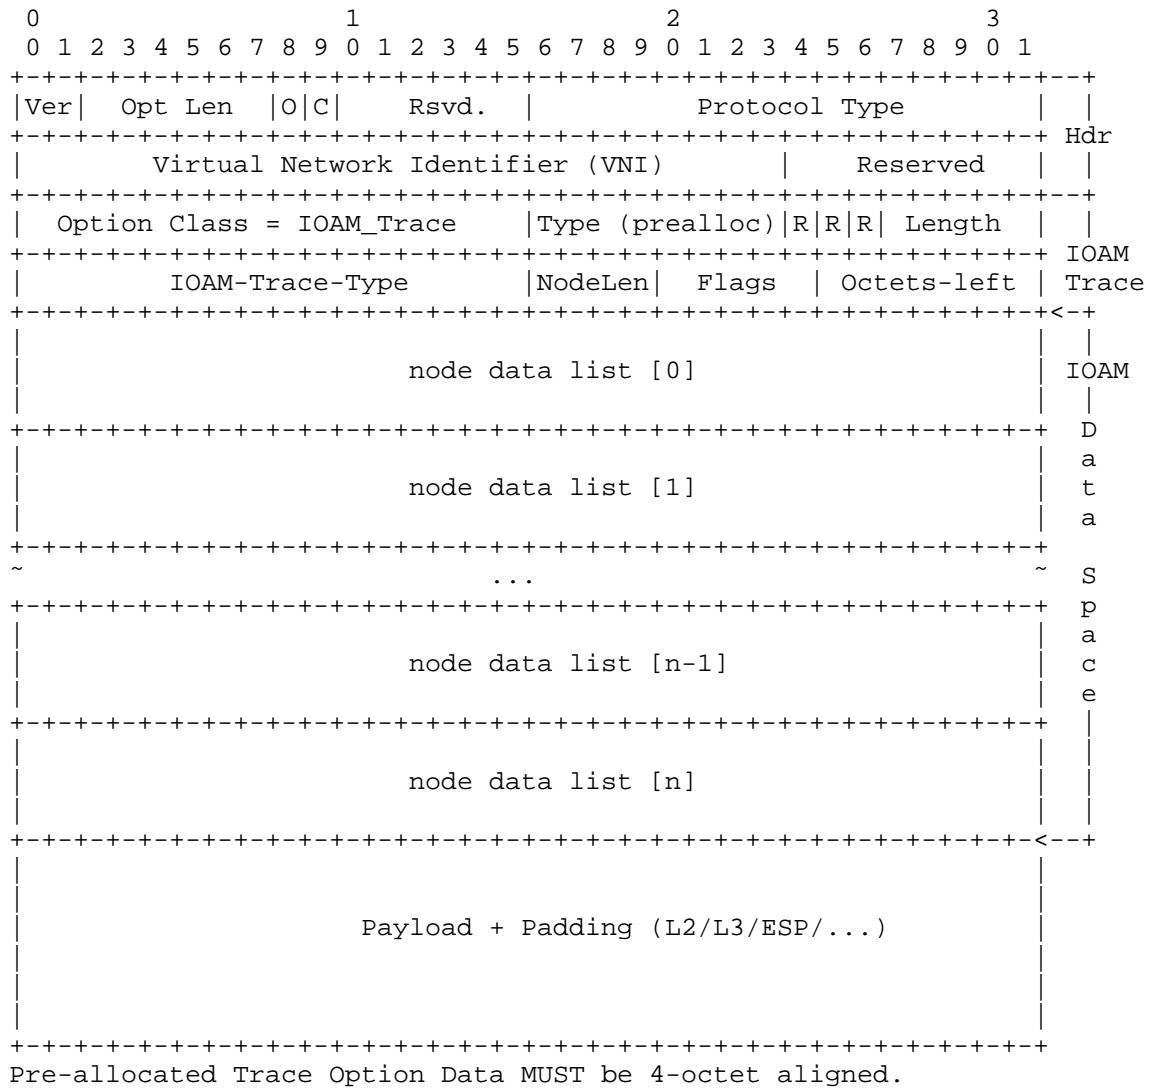 0                   1                   2                   3
 0 1 2 3 4 5 6 7 8 9 0 1 2 3 4 5 6 7 8 9 0 1 2 3 4 5 6 7 8 9 0 1
+-+-+-+-+-+-+-+-+-+-+-+-+-+-+-+-+-+-+-+-+-+-+-+-+-+-+-+-+-+-+-+-+--+
|Ver|  Opt Len  |O|C|    Rsvd.  |          Protocol Type        |  |
+-+-+-+-+-+-+-+-+-+-+-+-+-+-+-+-+-+-+-+-+-+-+-+-+-+-+-+-+-+-+-+-+ Hdr
|        Virtual Network Identifier (VNI)       |    Reserved   |  |
+-+-+-+-+-+-+-+-+-+-+-+-+-+-+-+-+-+-+-+-+-+-+-+-+-+-+-+-+-+-+-+-+--+
|  Option Class = IOAM_Trace    |Type (prealloc)|R|R|R| Length  |  |
+-+-+-+-+-+-+-+-+-+-+-+-+-+-+-+-+-+-+-+-+-+-+-+-+-+-+-+-+-+-+-+-+ IOAM
|         IOAM-Trace-Type       |NodeLen|  Flags  | Octets-left | Trace
+-+-+-+-+-+-+-+-+-+-+-+-+-+-+-+-+-+-+-+-+-+-+-+-+-+-+-+-+-+-+-+-+<-+
|                                                               |  |
|                        node data list [0]                     | IOAM
|                                                               |  |
+-+-+-+-+-+-+-+-+-+-+-+-+-+-+-+-+-+-+-+-+-+-+-+-+-+-+-+-+-+-+-+-+  D
|                                                               |  a
|                        node data list [1]                     |  t
|                                                               |  a
+-+-+-+-+-+-+-+-+-+-+-+-+-+-+-+-+-+-+-+-+-+-+-+-+-+-+-+-+-+-+-+-+
~                             ...                               ~  S
+-+-+-+-+-+-+-+-+-+-+-+-+-+-+-+-+-+-+-+-+-+-+-+-+-+-+-+-+-+-+-+-+  p
|                                                               |  a
|                        node data list [n-1]                   |  c
|                                                               |  e
+-+-+-+-+-+-+-+-+-+-+-+-+-+-+-+-+-+-+-+-+-+-+-+-+-+-+-+-+-+-+-+-+  |
|                                                               |  |
|                        node data list [n]                     |  |
|                                                               |  |
+-+-+-+-+-+-+-+-+-+-+-+-+-+-+-+-+-+-+-+-+-+-+-+-+-+-+-+-+-+-+-+-<--+
|                                                               |
|                                                               |
|                     Payload + Padding (L2/L3/ESP/...)         |
|                                                               |
|                                                               |
|                                                               |
+-+-+-+-+-+-+-+-+-+-+-+-+-+-+-+-+-+-+-+-+-+-+-+-+-+-+-+-+-+-+-+-+
Pre-allocated Trace Option Data MUST be 4-octet aligned.